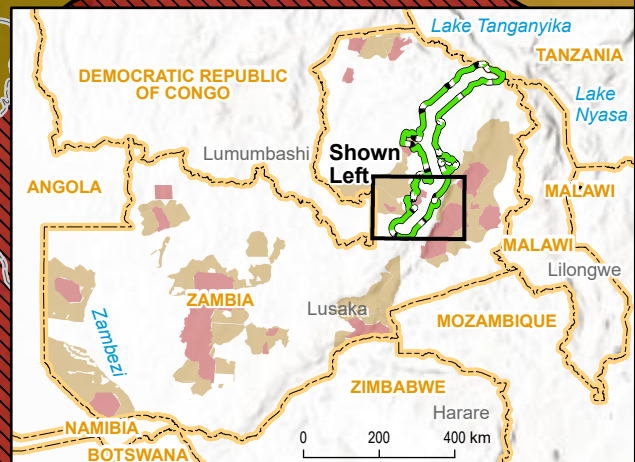 Lake Tanganyika
TANZANIA
DEMOCRATIC REPUBLIC
OF CONGO
Lake
Nyasa
Lumumbashi
Shown
Left
ANGOLA
MALAWI
MALAWI
Lilongwe
ZAMBIA
Lusaka
Zambezi
MOZAMBIQUE
ZIMBABWE
Harare
NAMIBIA
BOTSWANA
0 200 400 km